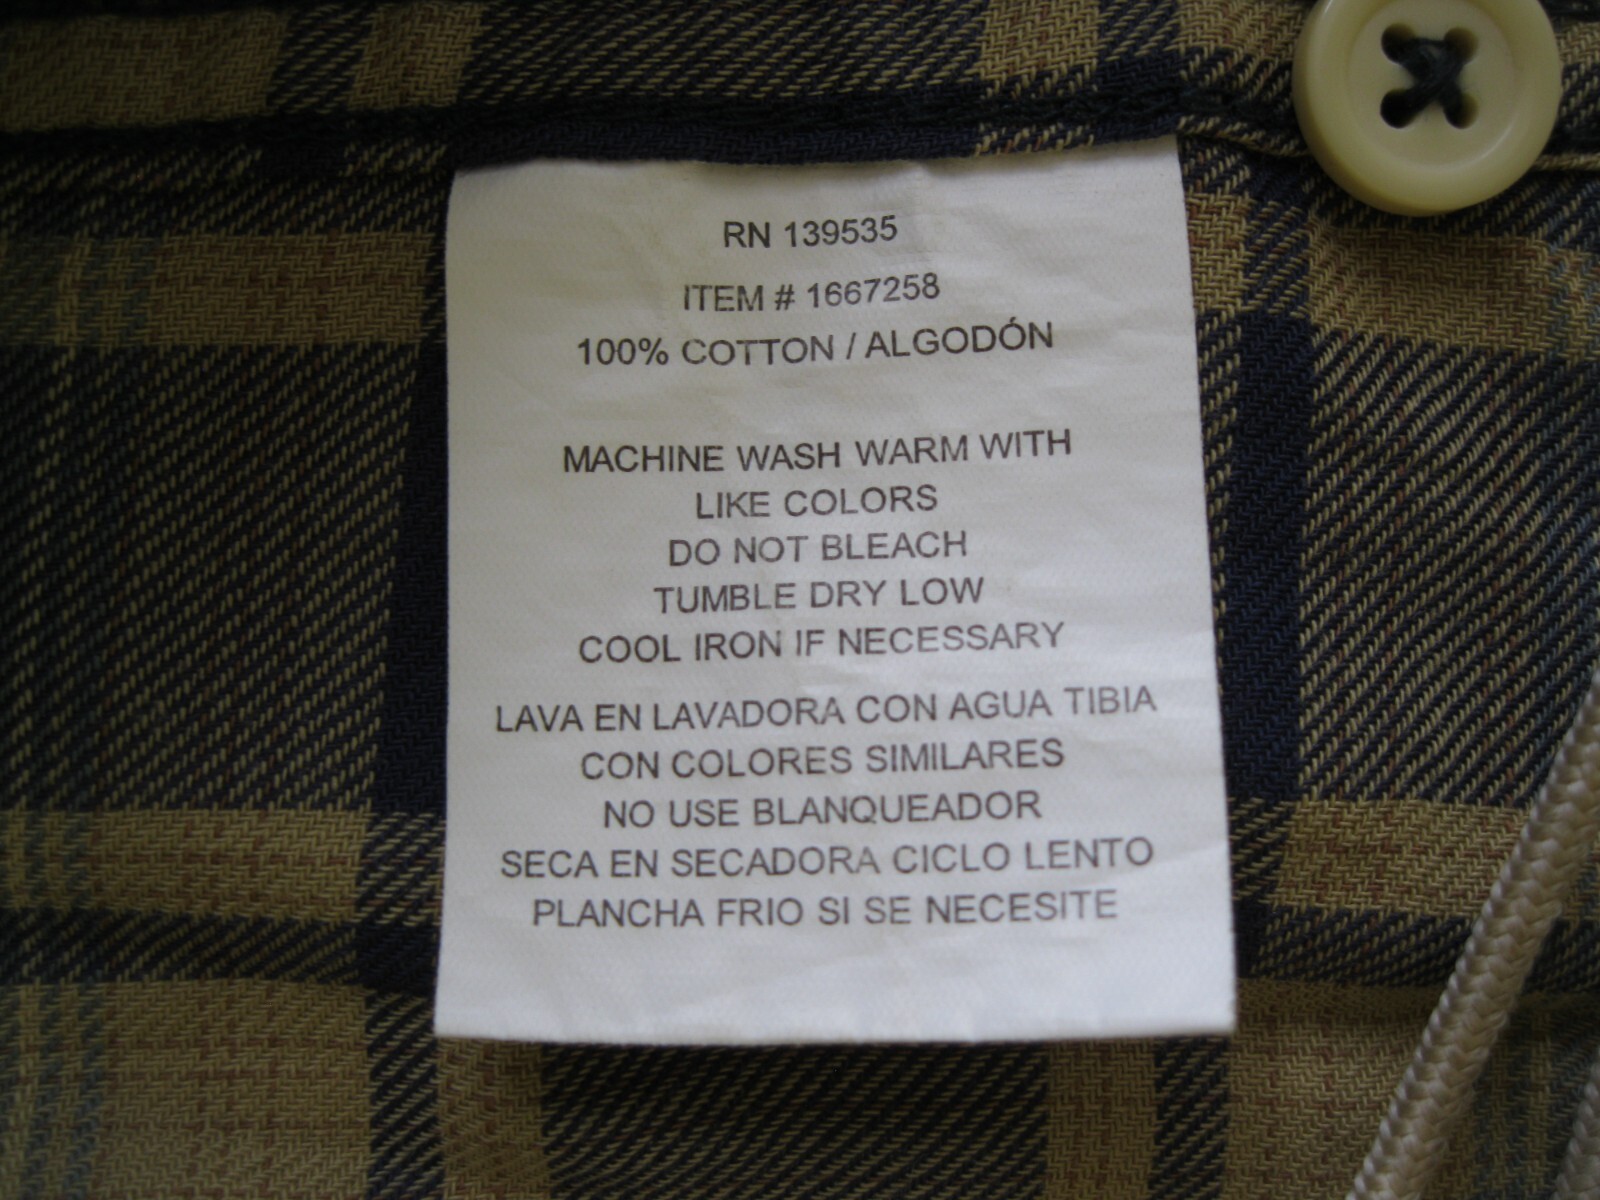 RN 139535
ITEM # 1667258
100% COTTON / ALGODÓN
MACHINE WASH WARM WITH
LIKE COLORS
DO NOT BLEACH
TUMBLE DRY LOW
COOL IRON IF NECESSARY
LAVA EN LAVADORA CON AGUA TIBIA
CON COLORES SIMILARES
NO USE BLANQUEADOR
SECA EN SECADORA CICLO LENTO
PLANCHA FRIO SI SE NECESITE